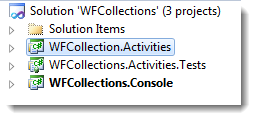 Solution 'WFCollections' (3 projects)
Solution Items
WFCollection.Activities
WFCollections.Activities.Tests
WFCollections.Console